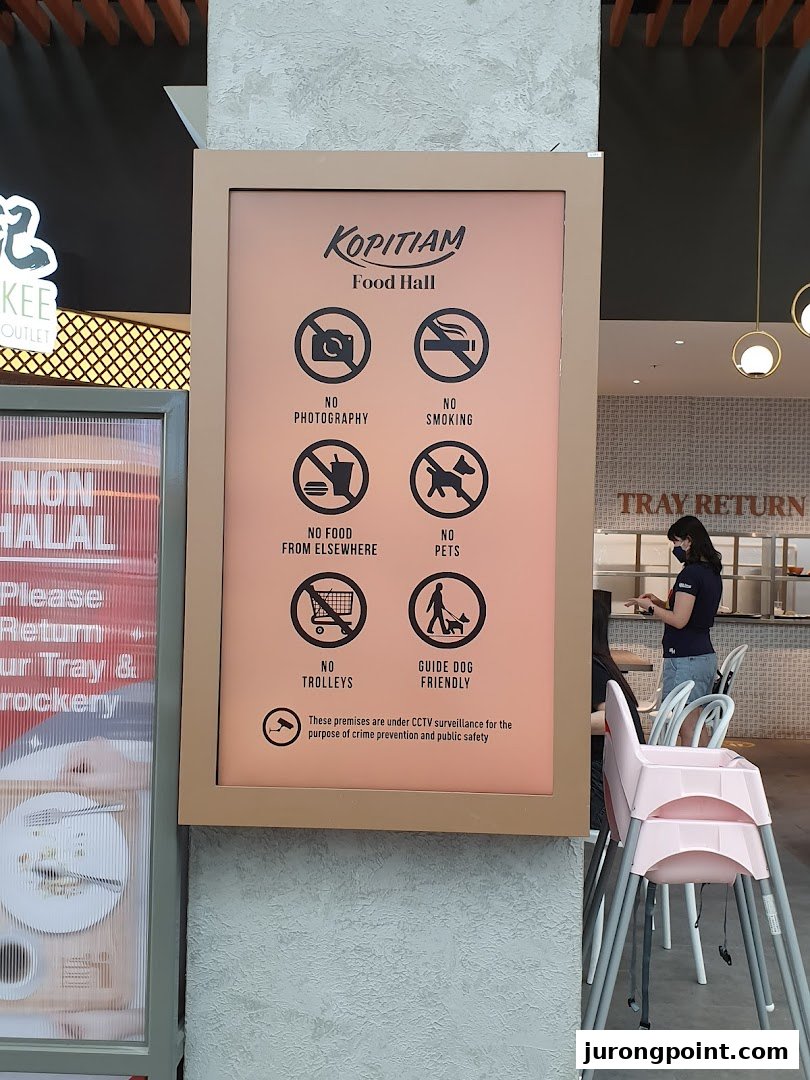 KOPITIAM
Food Hall
NO
PHOTOGRAPHY
NO
SMOKING
NO FOOD
FROM ELSEWHERE
NO
PETS
NO
TROLLEYS
GUIDE DOG
FRIENDLY
These premises are under CCTV surveillance for the
purpose of crime prevention and public safety
记
KEE
OUTLET
NON
HALAL
Please
Return
ur Tray &
rockery
TRAY RETURN
jurongpoint.com